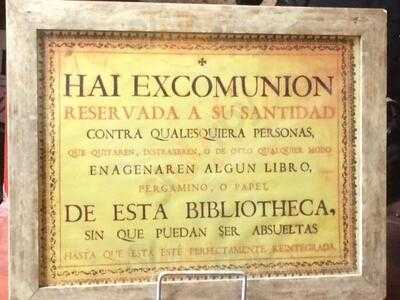 HAI EXCOMUNION
RESERVADA A SU SANTIDAD
CONTRA QUALESQUIERA PERSONAS,
QUE QUITAREN, DISTRAXEREN, O DE OTRO QUALQUIER MODO
ENAGENAREN ALGUN LIBRO,
PERGAMINO, O PAPEL
DE ESTA BIBLIOTHECA,
SIN QUE PUEDAN SER ABSUELTAS
HASTA QUE ESTA ESTÉ PERFECTAMENTE REINTEGRADA